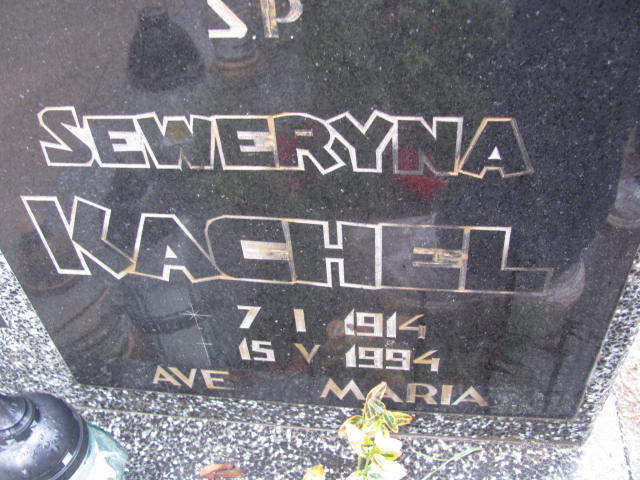 Ś.P
SEWERYNA
KACHEL
* 7 I 1914
† 15 V 1994
AVE MARIA